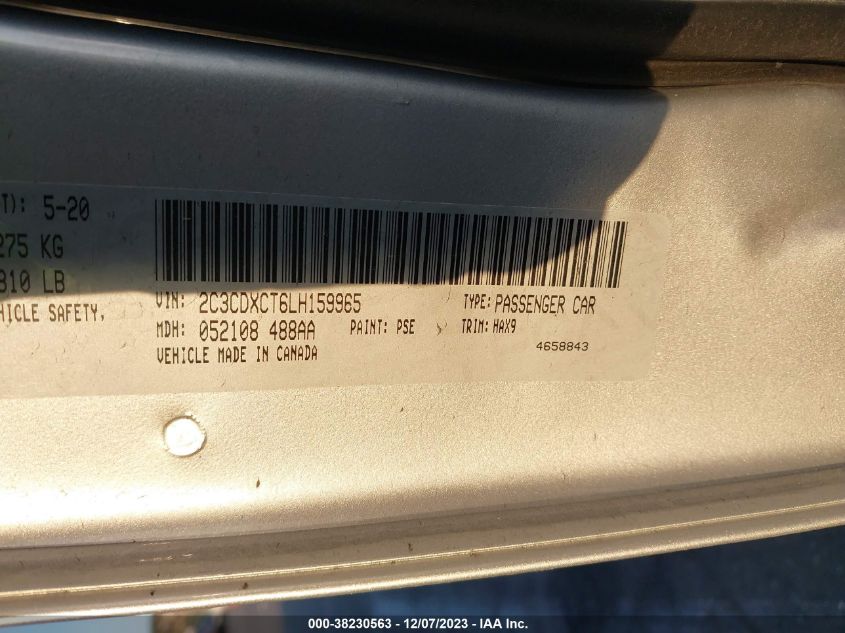 T): 5-20
275 KG
310 LB
HICLE SAFETY,
VIN: 2C3CDXCT6LH159965 TYPE: PASSENGER CAR
MDH: 052108 488AA PAINT: PSE TRIM: HAX9
VEHICLE MADE IN CANADA 4658843
000-38230563 — 12/07/2023 — IAA Inc.